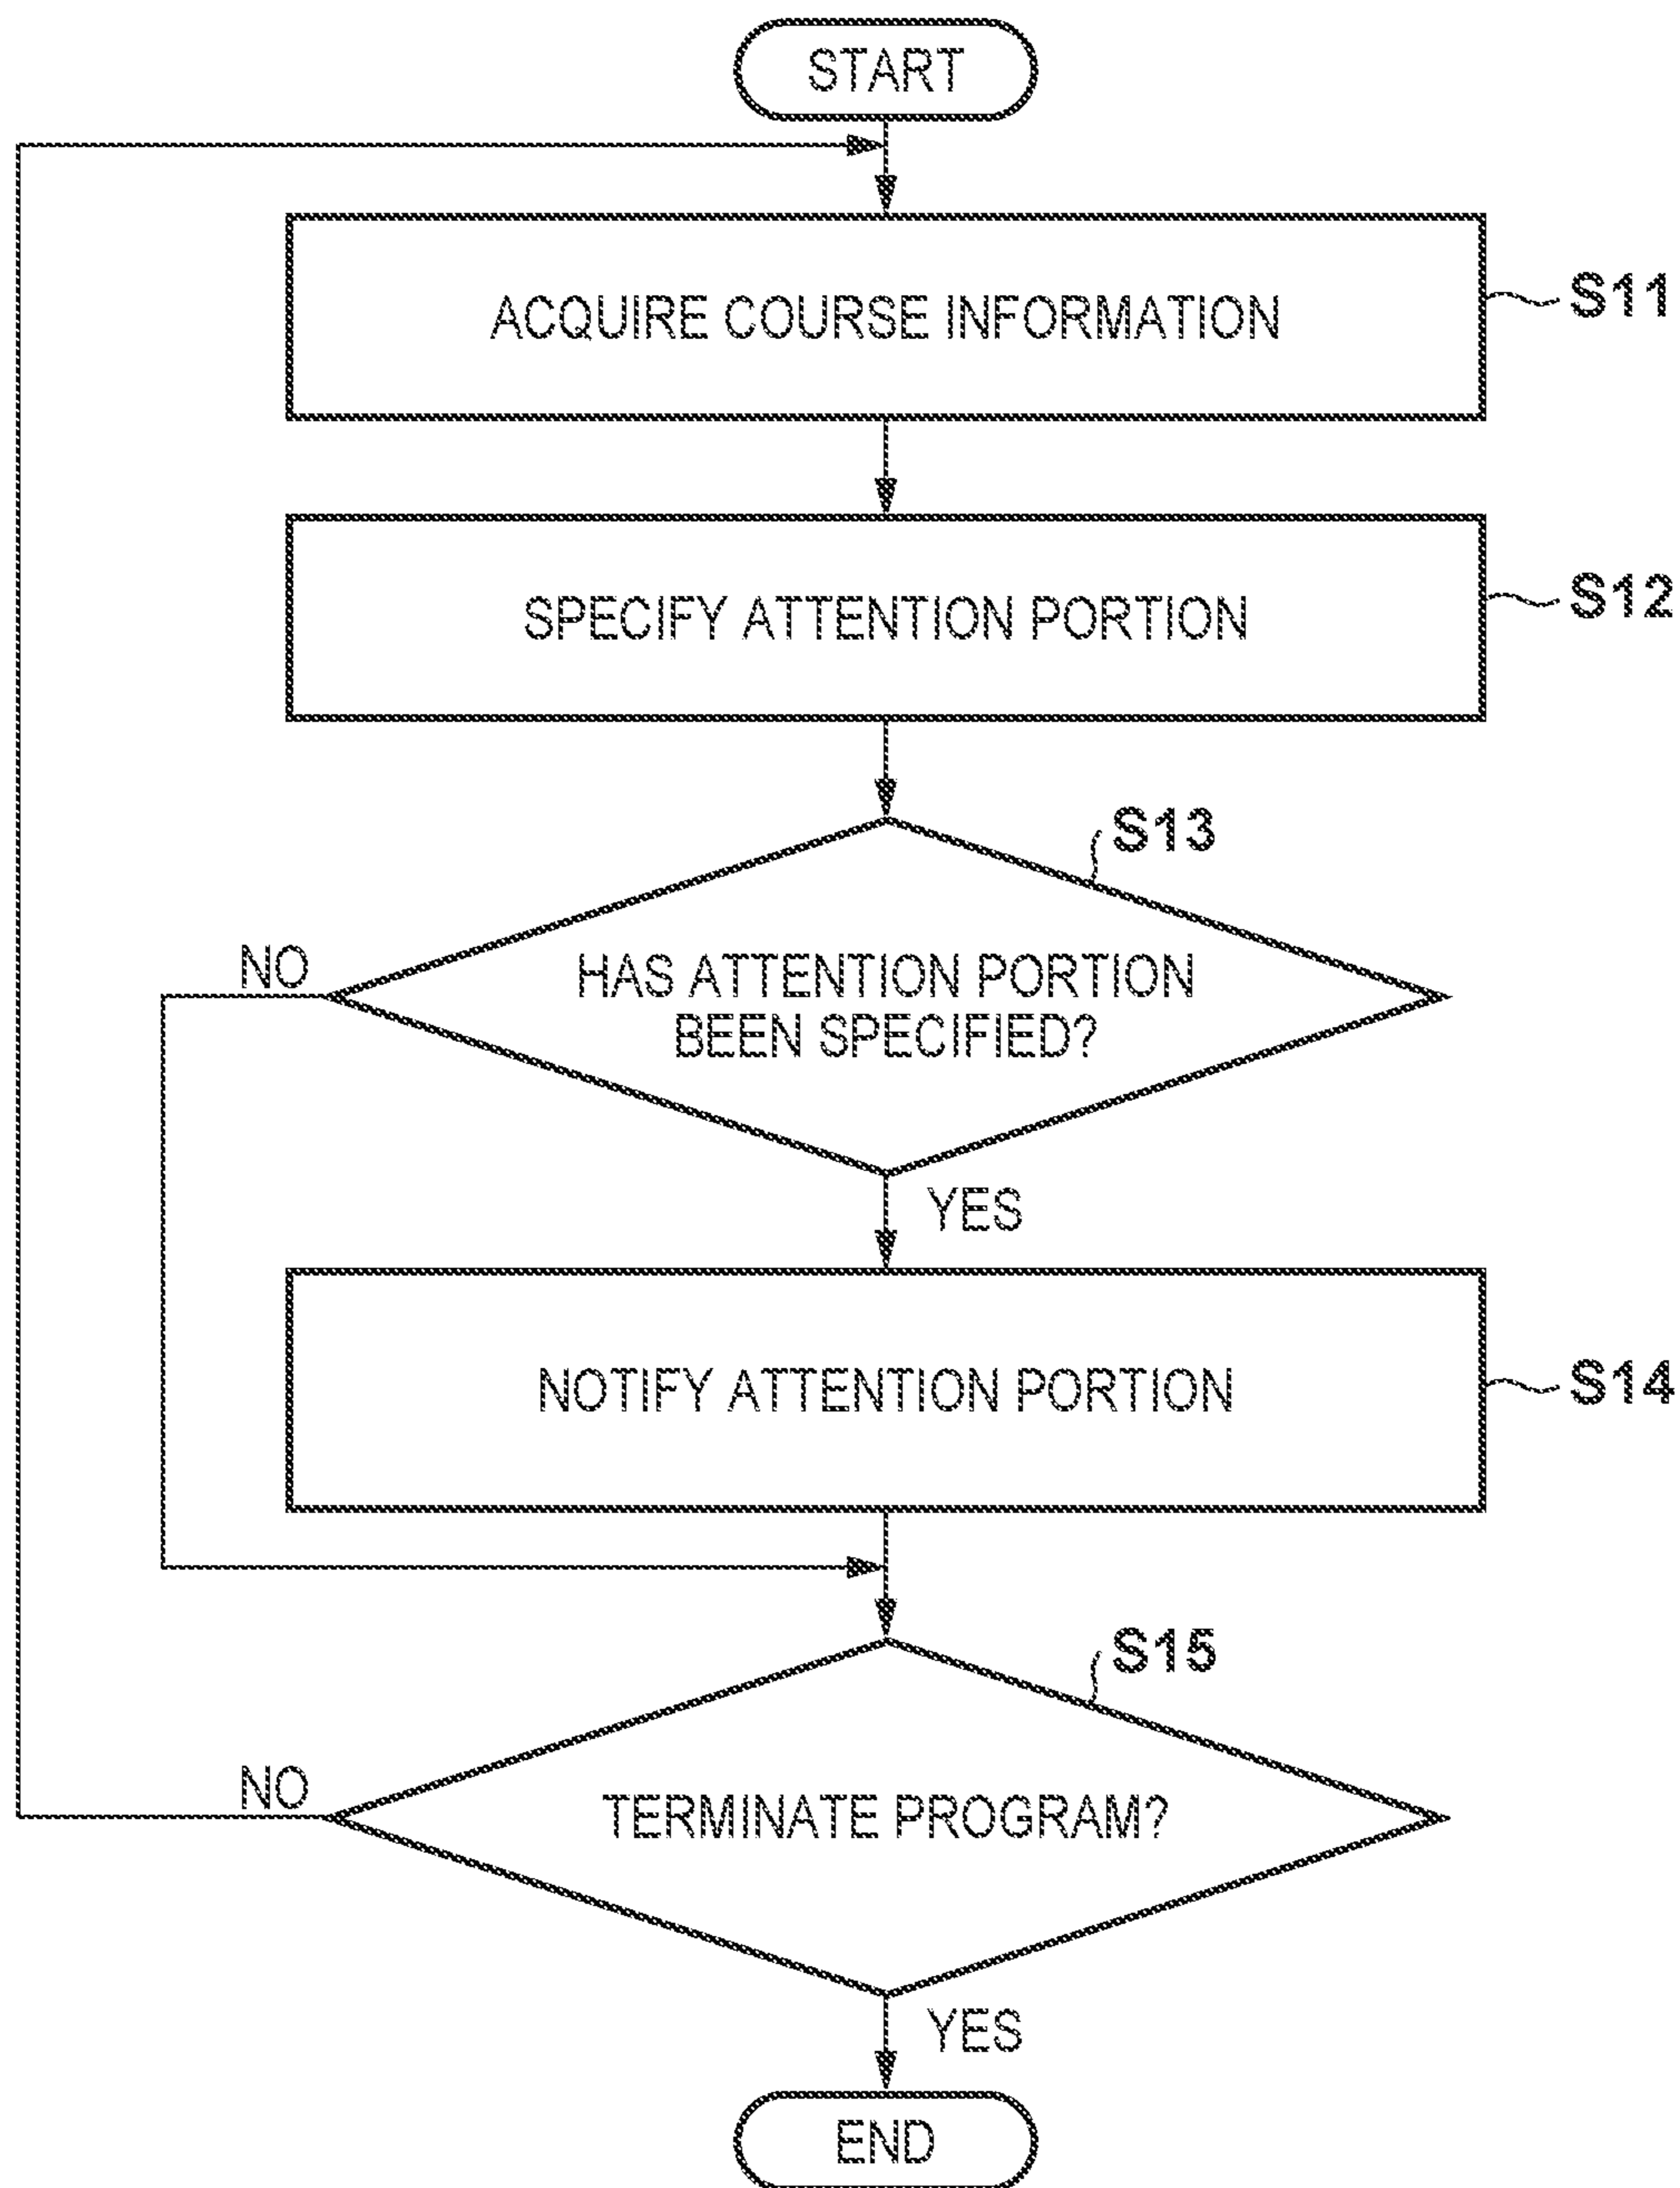 START
ACQUIRE COURSE INFORMATION
S11
SPECIFY ATTENTION PORTION
S12
S13
NO
HAS ATTENTION PORTION
BEEN SPECIFIED?
YES
NOTIFY ATTENTION PORTION
S14
S15
NO
TERMINATE PROGRAM?
YES
END